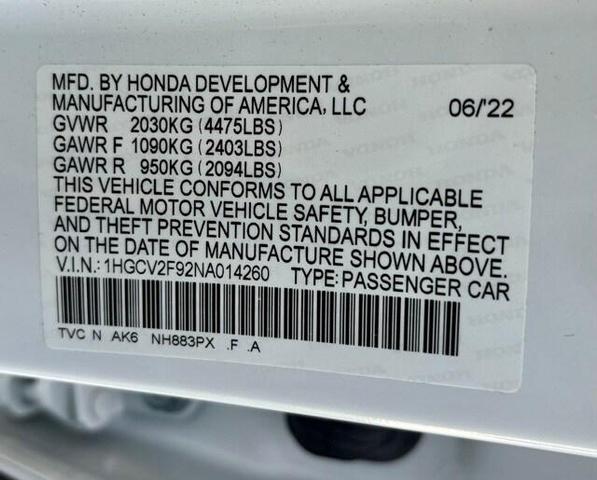 MFD. BY HONDA DEVELOPMENT &
MANUFACTURING OF AMERICA, LLC 06/'22
GVWR 2030KG (4475LBS)
GAWR F 1090KG (2403LBS)
GAWR R 950KG (2094LBS)
THIS VEHICLE CONFORMS TO ALL APPLICABLE
FEDERAL MOTOR VEHICLE SAFETY, BUMPER,
AND THEFT PREVENTION STANDARDS IN EFFECT
ON THE DATE OF MANUFACTURE SHOWN ABOVE.
V.I.N.: 1HGCV2F92NA014260 TYPE: PASSENGER CAR
TVC N AK6 NH883PX .F .A